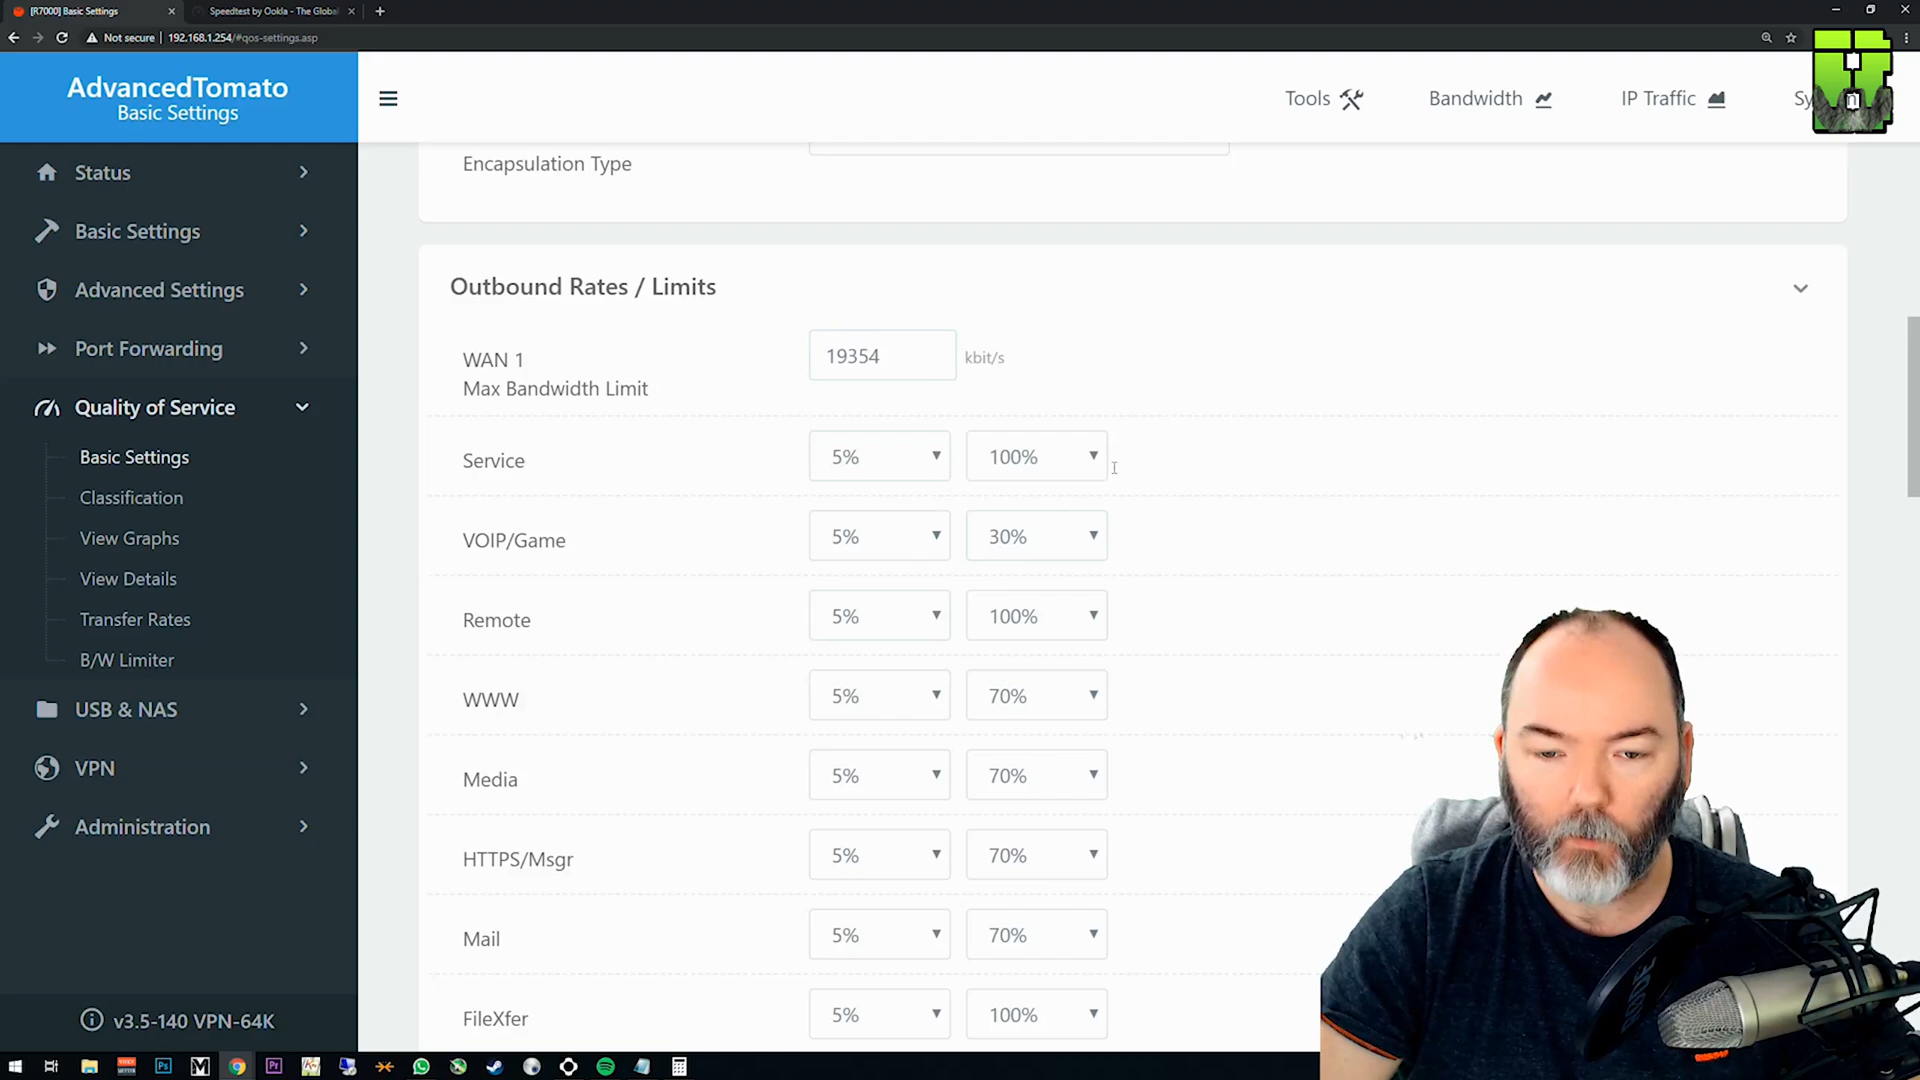 [R7000] Basic Settings
Speedtest by Ookla - The Global
Not secure
192.168.1.254/#qos-settings.asp
AdvancedTomato
Basic Settings
Tools
Bandwidth
IP Traffic
Status
Basic Settings
Advanced Settings
Port Forwarding
Quality of Service
Basic Settings
Classification
View Graphs
View Details
Transfer Rates
B/W Limiter
USB & NAS
VPN
Administration
v3.5-140 VPN-64K
Encapsulation Type
Outbound Rates / Limits
WAN 1
Max Bandwidth Limit
19354 kbit/s
Service 5% 100%
VOIP/Game 5% 30%
Remote 5% 100%
WWW 5% 70%
Media 5% 70%
HTTPS/Msgr 5% 70%
Mail 5% 70%
FileXfer 5% 100%
Ps
Pr